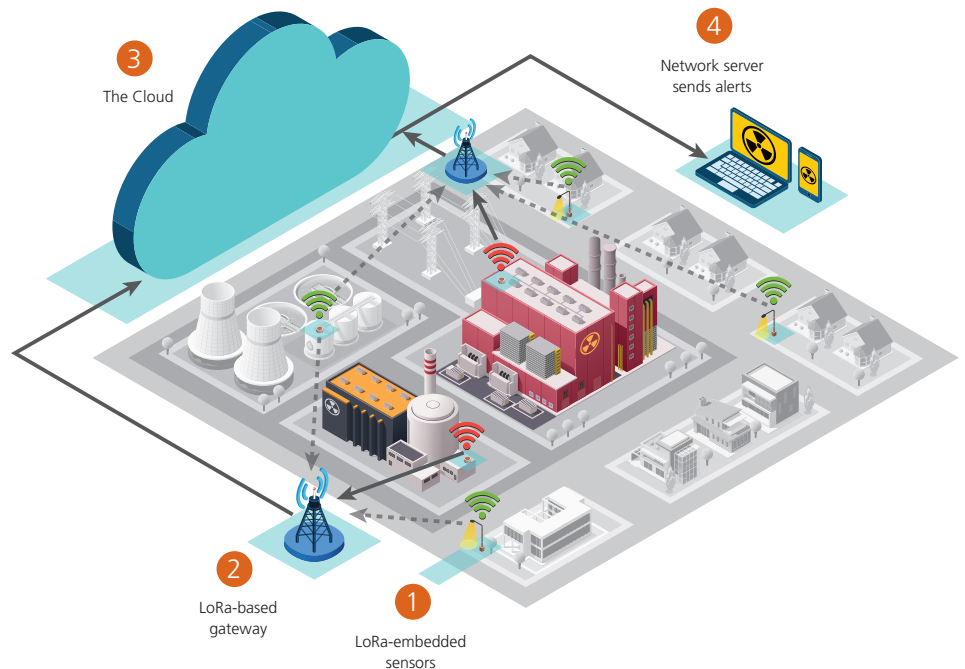 3
The Cloud
4
Network server
sends alerts
2
LoRa-based
gateway
1
LoRa-embedded
sensors